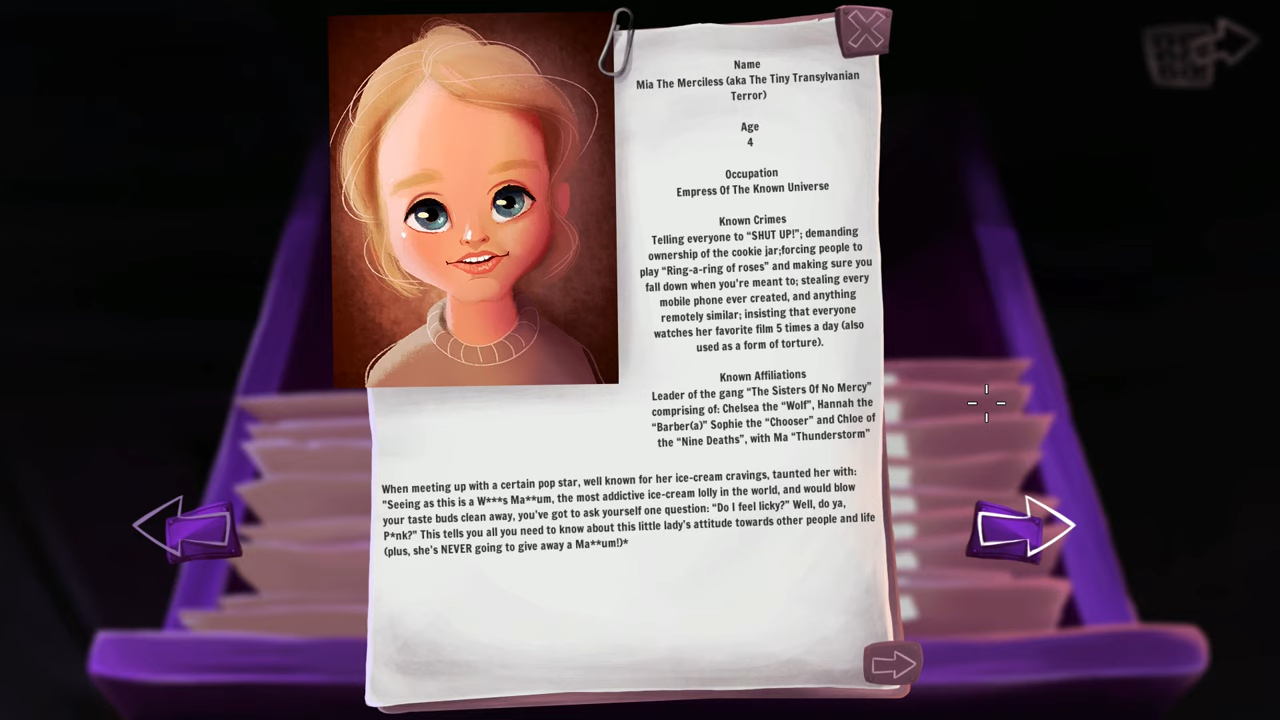 Name
Mia The Merciless (aka The Tiny Transylvanian
Terror)
Age
4
Occupation
Empress Of The Known Universe
Known Crimes
Telling everyone to “SHUT UP!”; demanding
ownership of the cookie jar;forcing people to
play “Ring-a-ring of roses” and making sure you
fall down when you're meant to; stealing every
mobile phone ever created, and anything
remotely similar; insisting that everyone
watches her favorite film 5 times a day (also
used as a form of torture).
Known Affiliations
Leader of the gang “The Sisters Of No Mercy”
comprising of: Chelsea the “Wolf”, Hannah the
“Barber(a)” Sophie the “Chooser” and Chloe of
the “Nine Deaths”, with Ma “Thunderstorm”
When meeting up with a certain pop star, well known for her ice-cream cravings, taunted her with:
"Seeing as this is a W***s Ma**um, the most addictive ice-cream lolly in the world, and would blow
your taste buds clean away, you've got to ask yourself one question: “Do I feel licky?” Well, do ya,
P*nk?” This tells you all you need to know about this little lady's attitude towards other people and life
(plus, she's NEVER going to give away a Ma**um!)*